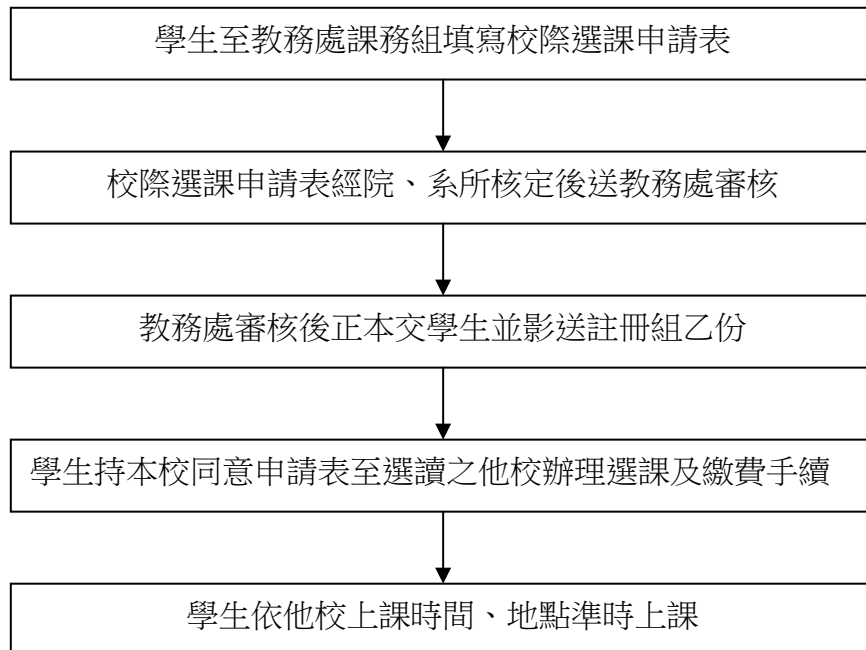 學生至教務處課務組填寫校際選課申請表
校際選課申請表經院、系所核定後送教務處審核
教務處審核後正本交學生並影送註冊組乙份
學生持本校同意申請表至選讀之他校辦理選課及繳費手續
學生依他校上課時間、地點準時上課